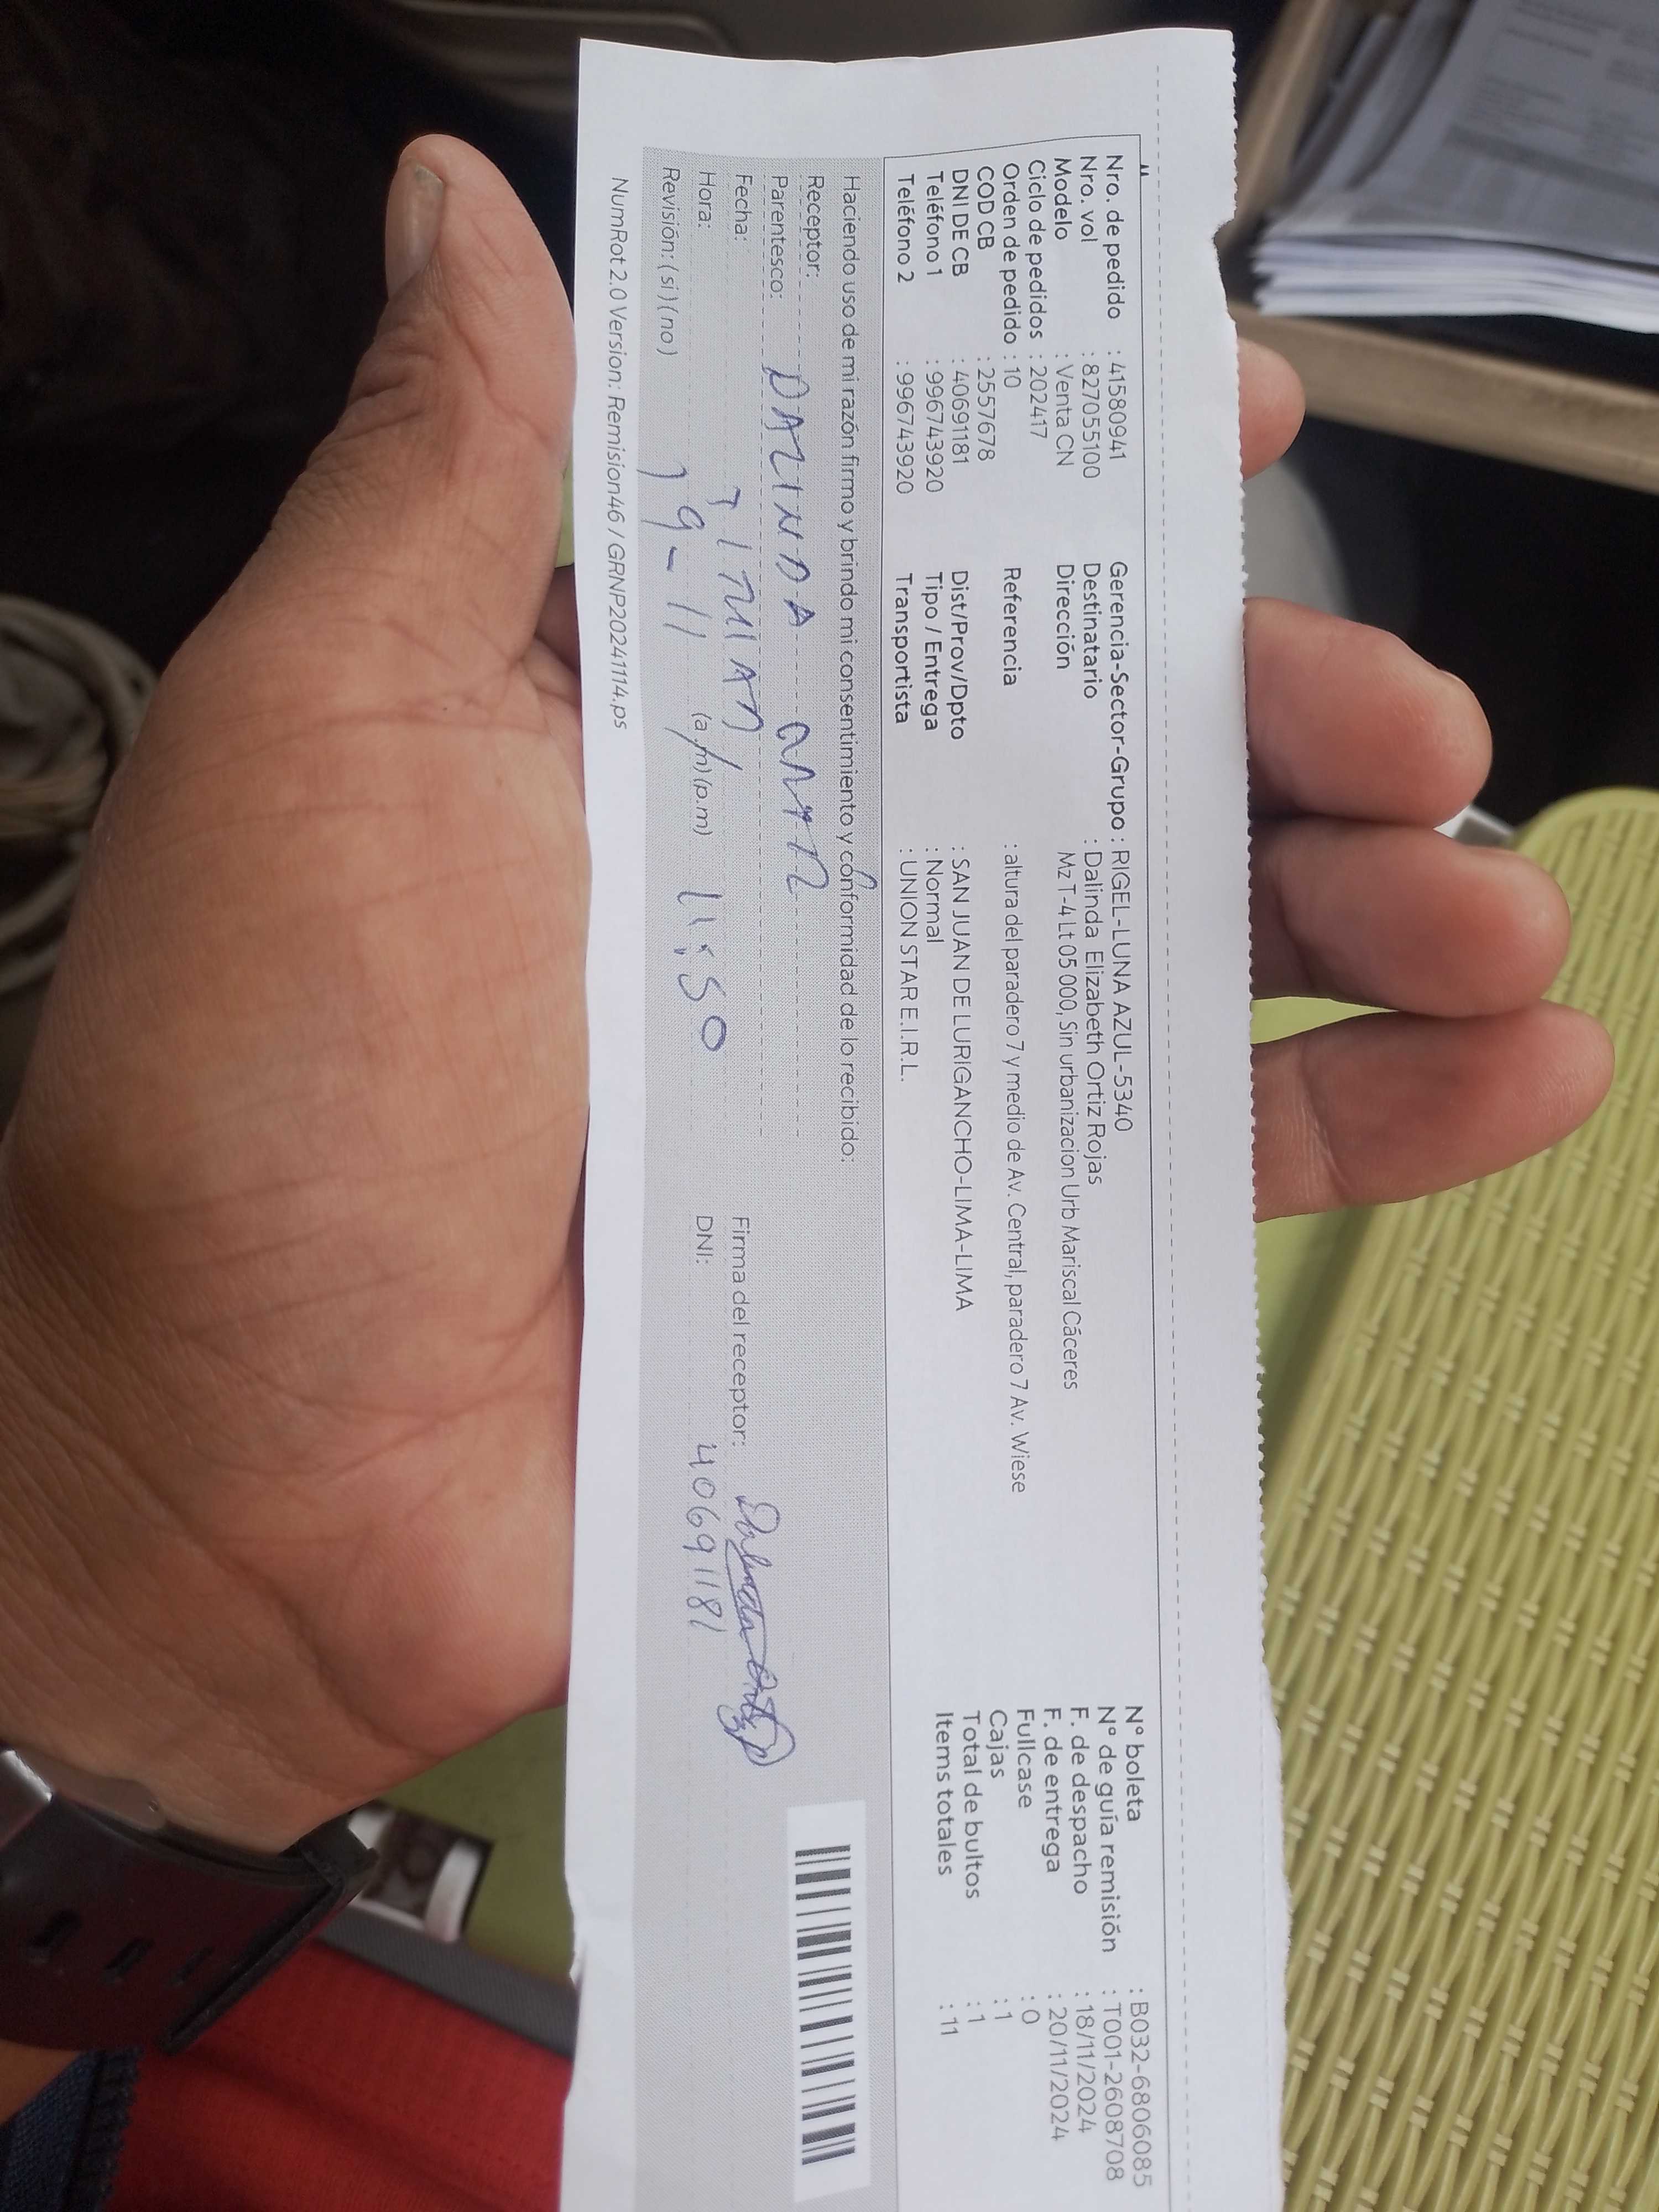 Nro. de pedido : 41580941
Nro. vol : 827055100
Modelo : Venta CN
Ciclo de pedidos : 202417
Orden de pedido : 10
COD CB : 2557678
DNI DE CB : 40691181
Teléfono 1 : 996743920
Teléfono 2 : 996743920
Gerencia-Sector-Grupo : RIGEL-LUNA AZUL-5340
Destinatario : Dalinda Elizabeth Ortiz Rojas
Dirección Mz T-4 Lt 05 000, Sin urbanizacion Urb Mariscal Cáceres
Referencia : altura del paradero 7 y medio de Av. Central, paradero 7 Av. Wiese
Dist/Prov/Dpto : SAN JUAN DE LURIGANCHO-LIMA-LIMA
Tipo / Entrega : Normal
Transportista : UNION STAR E.I.R.L.
N° boleta : B032-6806085
N° de guía remisión : T001-2608708
F. de despacho : 18/11/2024
F. de entrega : 20/11/2024
Fullcase : 0
Cajas : 1
Total de bultos : 1
Items totales : 11
Haciendo uso de mi razón firmo y brindo mi consentimiento y conformidad de lo recibido:
Receptor: DALINDA
Parentesco:
Fecha: 19-11
Hora: (a.m)(p.m) 11:50
Revisión: (si) (no)
Firma del receptor: Dalinda Ortiz
DNI: 40691181
NumRot 2.0 Version: Remision46 / GRNP20241114.ps